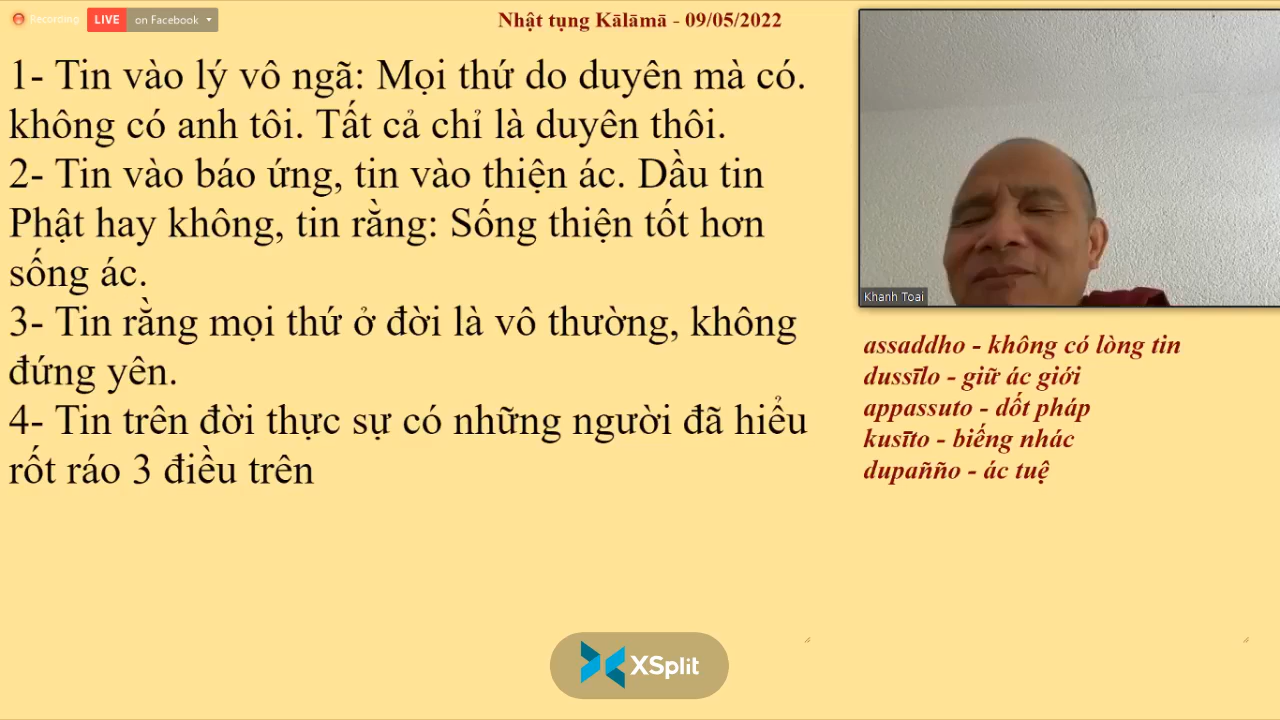 Recording
LIVE on Facebook
Nhật tụng Kālāmā - 09/05/2022
1- Tin vào lý vô ngã: Mọi thứ do duyên mà có.
không có anh tôi. Tất cả chỉ là duyên thôi.
2- Tin vào báo ứng, tin vào thiện ác. Dầu tin
Phật hay không, tin rằng: Sống thiện tốt hơn
sống ác.
3- Tin rằng mọi thứ ở đời là vô thường, không
đứng yên.
4- Tin trên đời thực sự có những người đã hiểu
rốt ráo 3 điều trên
Khanh Toai
assaddho - không có lòng tin
dussīlo - giữ ác giới
appassuto - dốt pháp
kusīto - biếng nhác
dupañño - ác tuệ
XSplit